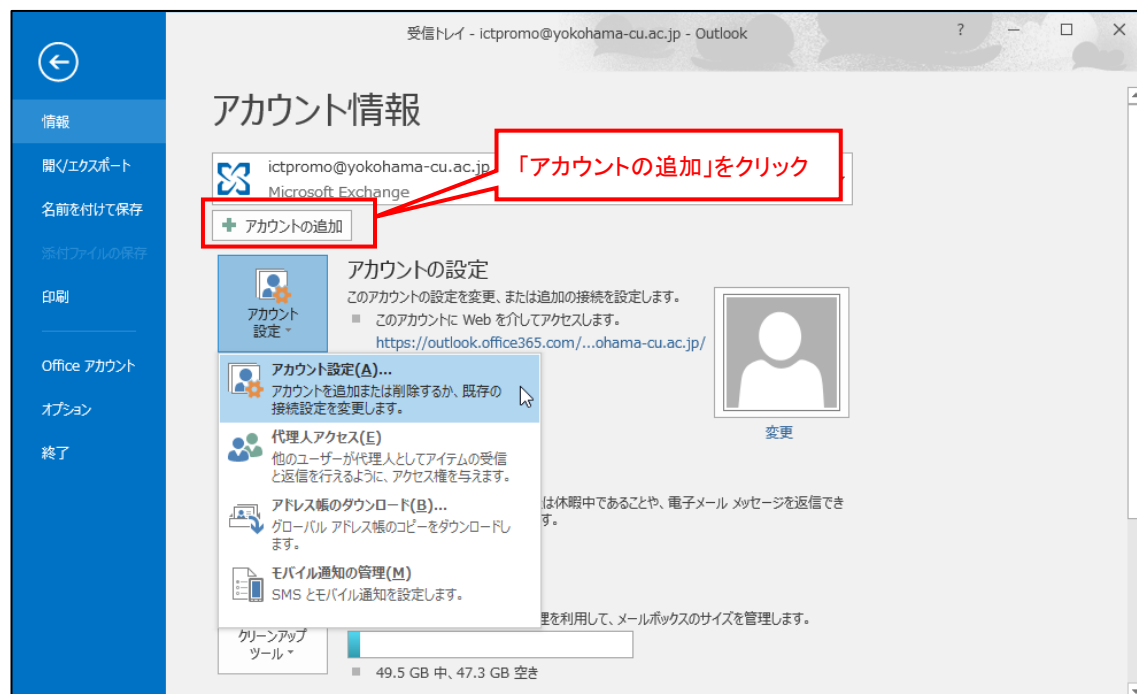 受信トレイ - ictpromo@yokohama-cu.ac.jp - Outlook
?
情報
開く/エクスポート
名前を付けて保存
添付ファイルの保存
印刷
Office アカウント
オプション
終了
アカウント情報
ictpromo@yokohama-cu.ac.jp
Microsoft Exchange
「アカウントの追加」をクリック
アカウントの追加
アカウント
設定
アカウントの設定
このアカウントの設定を変更、または追加の接続を設定します。
このアカウントに Web を介してアクセスします。
https://outlook.office365.com/...ohama-cu.ac.jp/
変更
アカウント設定(A)...
アカウントを追加または削除するか、既存の
接続設定を変更します。
代理人アクセス(E)
他のユーザーが代理人としてアイテムの受信
と返信を行えるように、アクセス権を与えます。
アドレス帳のダウンロード(B)...
グローバル アドレス帳のコピーをダウンロードし
ます。
モバイル通知の管理(M)
SMS とモバイル通知を設定します。
は休暇中であることや、電子メール メッセージを返信でき
す。
理を利用して、メールボックスのサイズを管理します。
クリーンアップ
ツール
49.5 GB 中、47.3 GB 空き